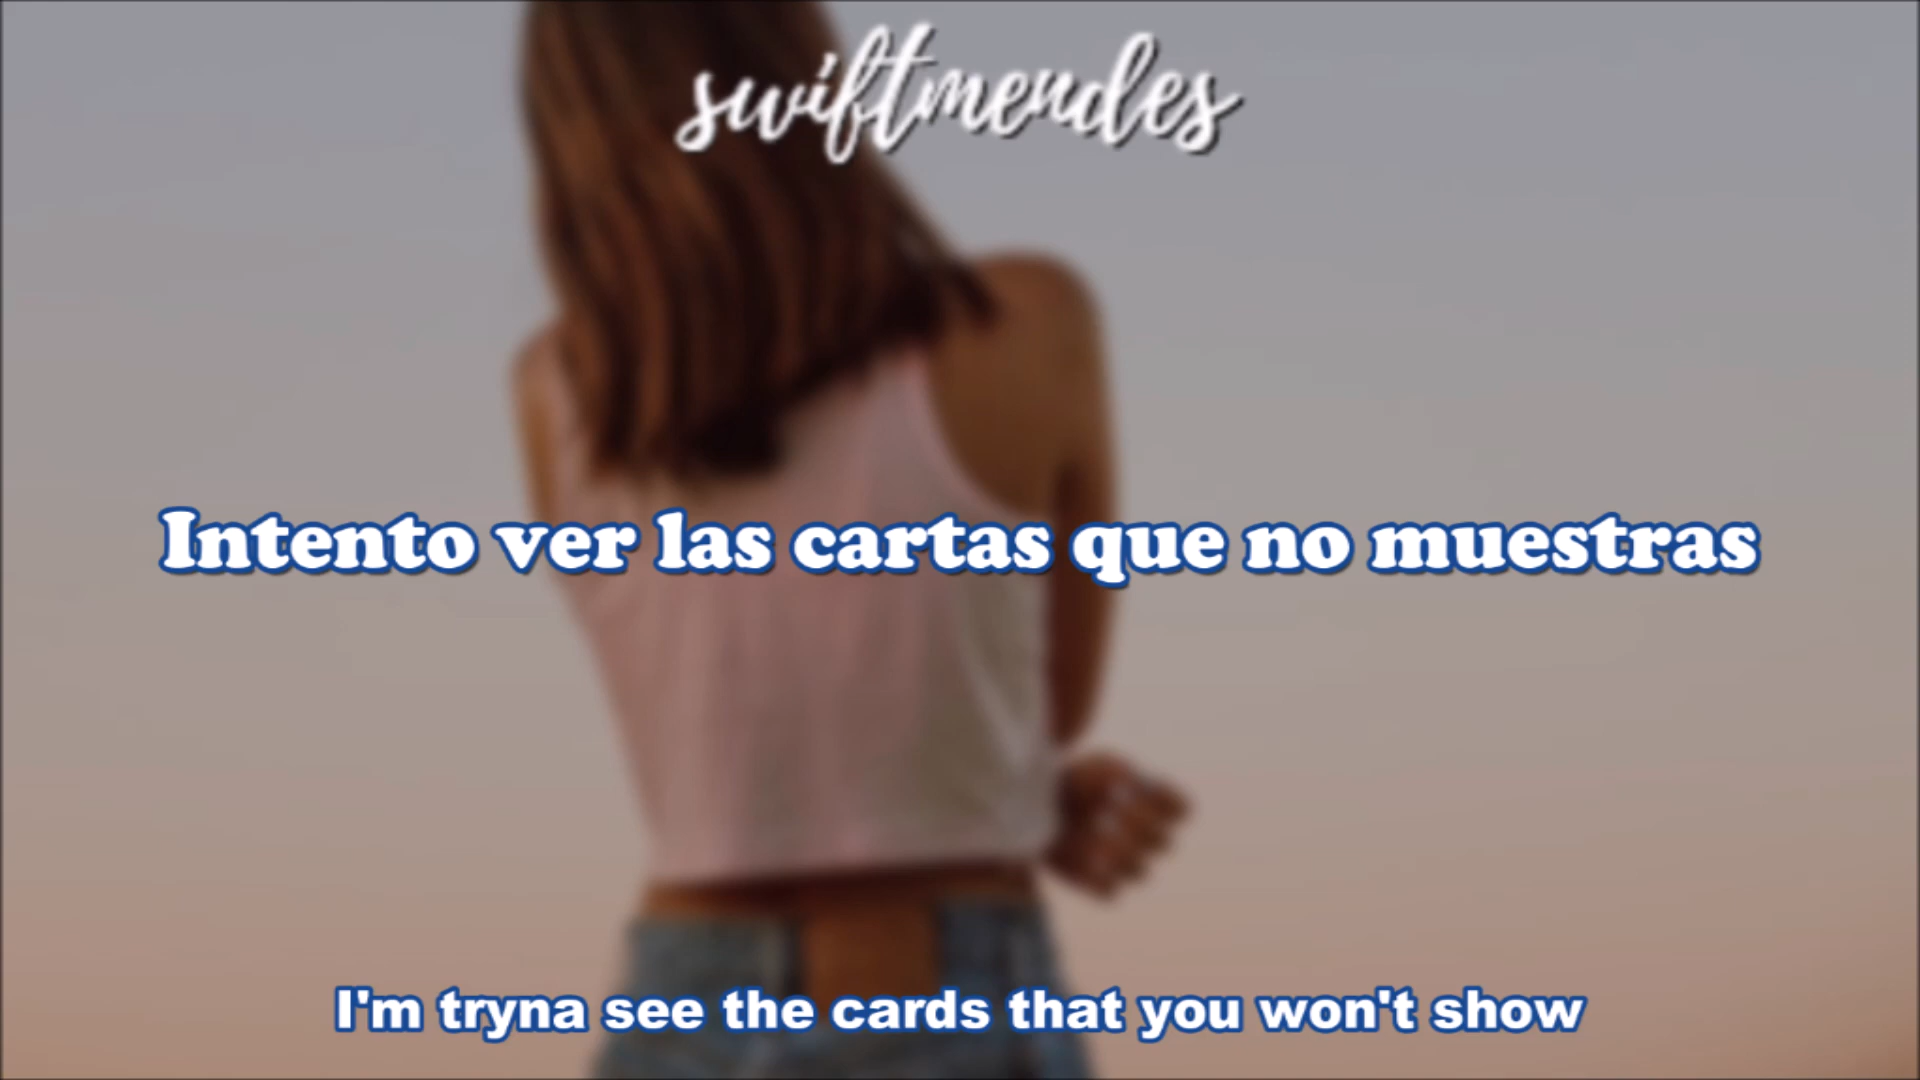 swiftmendes
Intento ver las cartas que no muestras
I'm tryna see the cards that you won't show